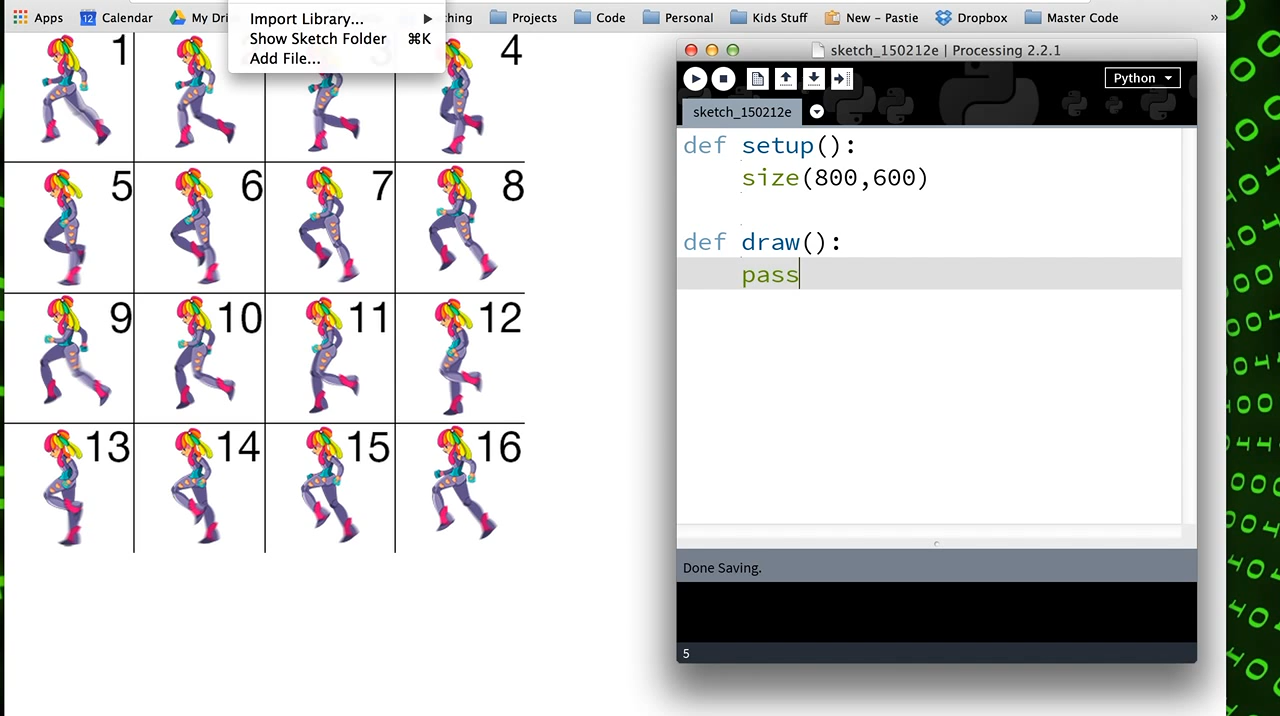 Import Library...
Show Sketch Folder ⌘K
Add File...
Apps
12 Calendar
My Dri
Projects
Code
Personal
Kids Stuff
New – Pastie
Dropbox
Master Code
»
1
4
5
6
7
8
9
10
11
12
13
14
15
16
sketch_150212e | Processing 2.2.1
Python
sketch_150212e
def setup():
size(800,600)
def draw():
pass
Done Saving.
5